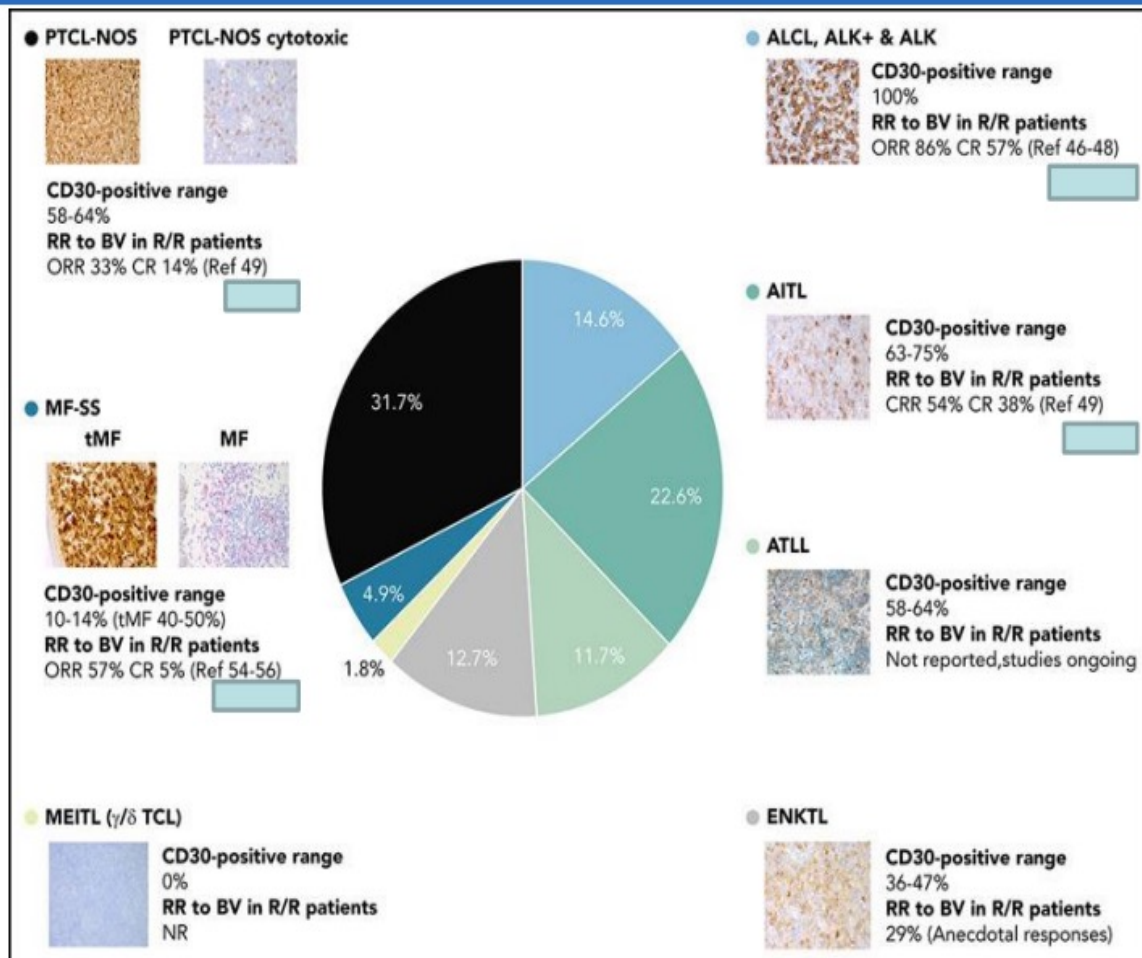 PTCL-NOS PTCL-NOS cytotoxic
CD30-positive range
58-64%
RR to BV in R/R patients
ORR 33% CR 14% (Ref 49)
MF-SS
tMF MF
CD30-positive range
10-14% (tMF 40-50%)
RR to BV in R/R patients
ORR 57% CR 5% (Ref 54-56)
MEITL (γ/δ TCL)
CD30-positive range
0%
RR to BV in R/R patients
NR
14.6%
31.7%
22.6%
4.9%
11.7%
12.7%
1.8%
ALCL, ALK+ & ALK
CD30-positive range
100%
RR to BV in R/R patients
ORR 86% CR 57% (Ref 46-48)
AITL
CD30-positive range
63-75%
RR to BV in R/R patients
CRR 54% CR 38% (Ref 49)
ATLL
CD30-positive range
58-64%
RR to BV in R/R patients
Not reported,studies ongoing
ENKTL
CD30-positive range
36-47%
RR to BV in R/R patients
29% (Anecdotal responses)